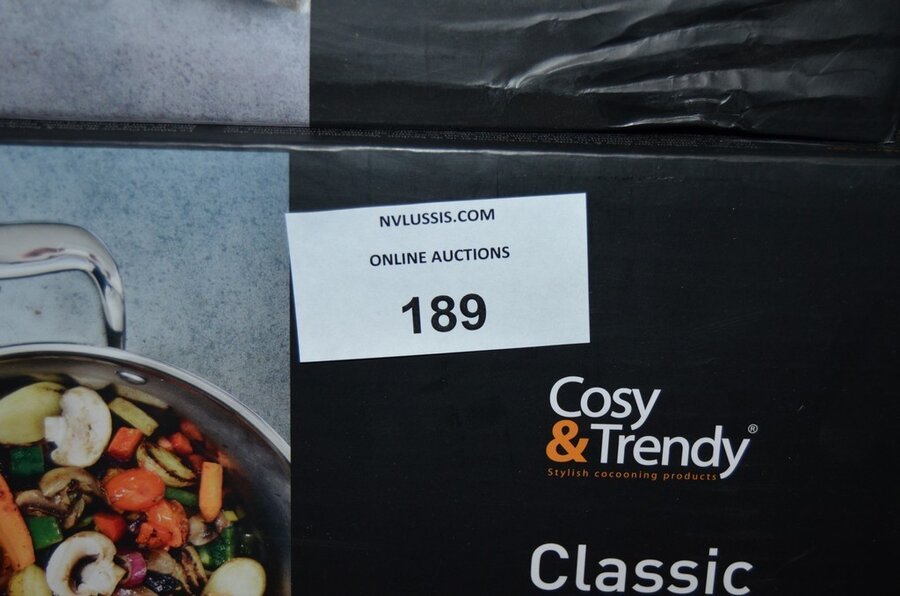 NVLUSSIS.COM
ONLINE AUCTIONS
189
Cosy
& Trendy®
Stylish cocooning products
Classic